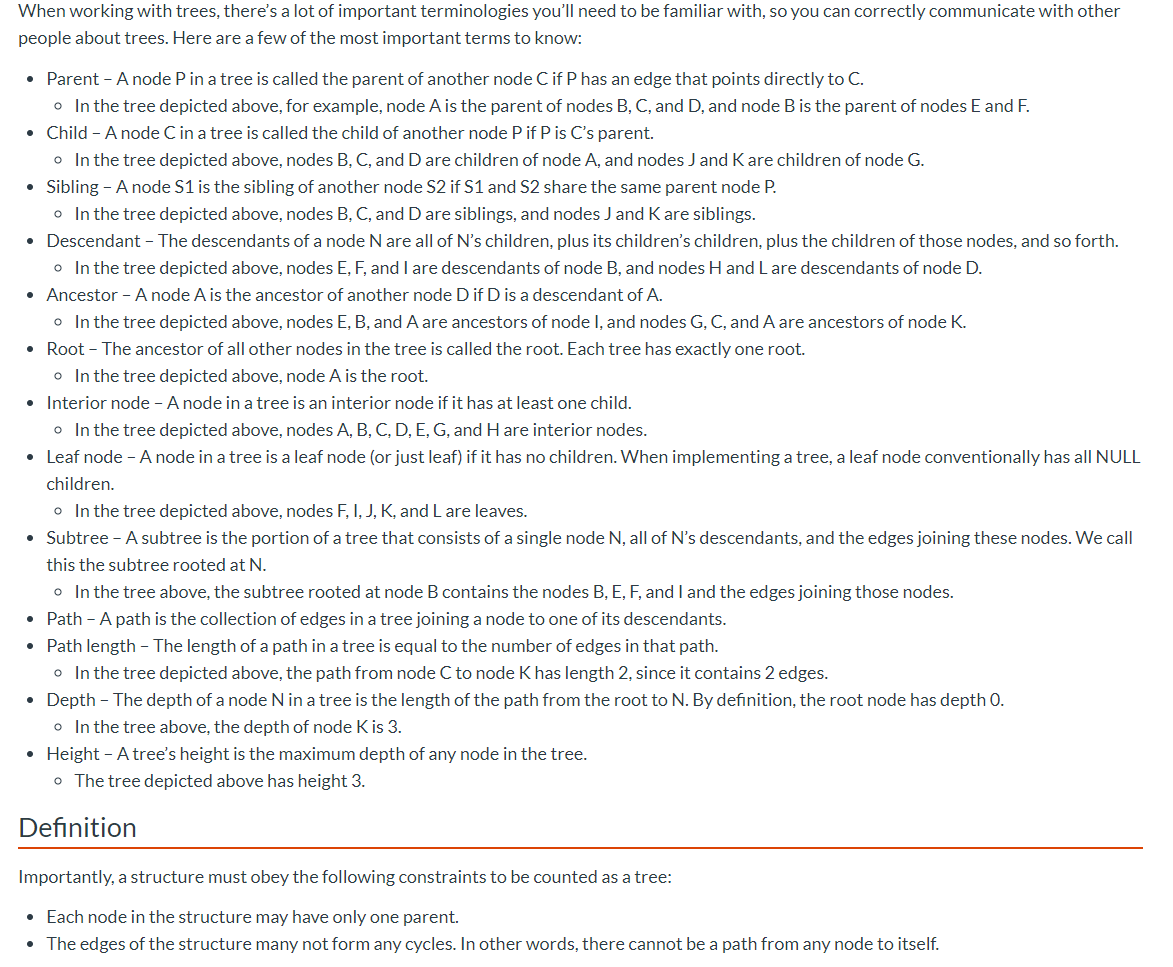 When working with trees, there's a lot of important terminologies you'll need to be familiar with, so you can correctly communicate with other
people about trees. Here are a few of the most important terms to know:
• Parent – A node P in a tree is called the parent of another node C if P has an edge that points directly to C.
◦ In the tree depicted above, for example, node A is the parent of nodes B, C, and D, and node B is the parent of nodes E and F.
• Child – A node C in a tree is called the child of another node P if P is C's parent.
◦ In the tree depicted above, nodes B, C, and D are children of node A, and nodes J and K are children of node G.
• Sibling – A node S1 is the sibling of another node S2 if S1 and S2 share the same parent node P.
◦ In the tree depicted above, nodes B, C, and D are siblings, and nodes J and K are siblings.
• Descendant – The descendants of a node N are all of N's children, plus its children's children, plus the children of those nodes, and so forth.
◦ In the tree depicted above, nodes E, F, and I are descendants of node B, and nodes H and L are descendants of node D.
• Ancestor – A node A is the ancestor of another node D if D is a descendant of A.
◦ In the tree depicted above, nodes E, B, and A are ancestors of node I, and nodes G, C, and A are ancestors of node K.
• Root – The ancestor of all other nodes in the tree is called the root. Each tree has exactly one root.
◦ In the tree depicted above, node A is the root.
• Interior node – A node in a tree is an interior node if it has at least one child.
◦ In the tree depicted above, nodes A, B, C, D, E, G, and H are interior nodes.
• Leaf node – A node in a tree is a leaf node (or just leaf) if it has no children. When implementing a tree, a leaf node conventionally has all NULL
children.
◦ In the tree depicted above, nodes F, I, J, K, and L are leaves.
• Subtree – A subtree is the portion of a tree that consists of a single node N, all of N's descendants, and the edges joining these nodes. We call
this the subtree rooted at N.
◦ In the tree above, the subtree rooted at node B contains the nodes B, E, F, and I and the edges joining those nodes.
• Path – A path is the collection of edges in a tree joining a node to one of its descendants.
• Path length – The length of a path in a tree is equal to the number of edges in that path.
◦ In the tree depicted above, the path from node C to node K has length 2, since it contains 2 edges.
• Depth – The depth of a node N in a tree is the length of the path from the root to N. By definition, the root node has depth 0.
◦ In the tree above, the depth of node K is 3.
• Height – A tree's height is the maximum depth of any node in the tree.
◦ The tree depicted above has height 3.
Definition
Importantly, a structure must obey the following constraints to be counted as a tree:
• Each node in the structure may have only one parent.
• The edges of the structure many not form any cycles. In other words, there cannot be a path from any node to itself.